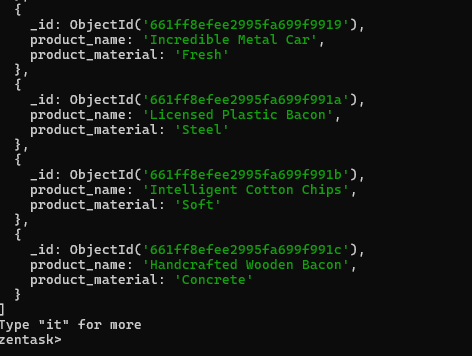 {
_id: ObjectId('661ff8efee2995fa699f9919'),
product_name: 'Incredible Metal Car',
product_material: 'Fresh'
},
{
_id: ObjectId('661ff8efee2995fa699f991a'),
product_name: 'Licensed Plastic Bacon',
product_material: 'Steel'
},
{
_id: ObjectId('661ff8efee2995fa699f991b'),
product_name: 'Intelligent Cotton Chips',
product_material: 'Soft'
},
{
_id: ObjectId('661ff8efee2995fa699f991c'),
product_name: 'Handcrafted Wooden Bacon',
product_material: 'Concrete'
}
]
Type "it" for more
zentask>